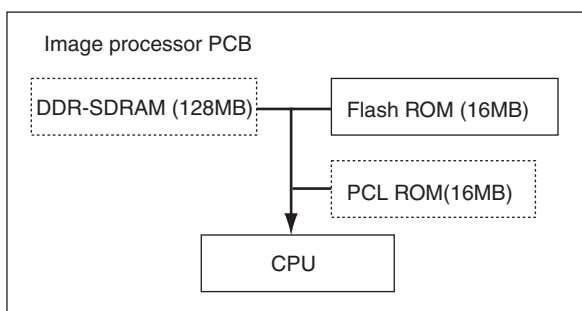 Image processor PCB
DDR-SDRAM (128MB)
Flash ROM (16MB)
PCL ROM(16MB)
CPU